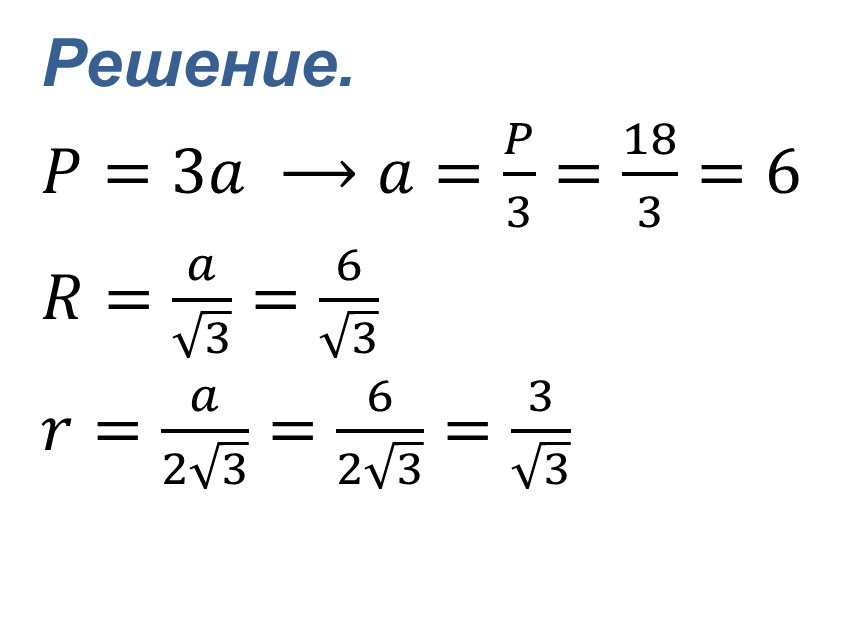 Решение.
P = 3a ⟶ a = P/3 = 18/3 = 6
R = a/√3 = 6/√3
r = a/2√3 = 6/2√3 = 3/√3